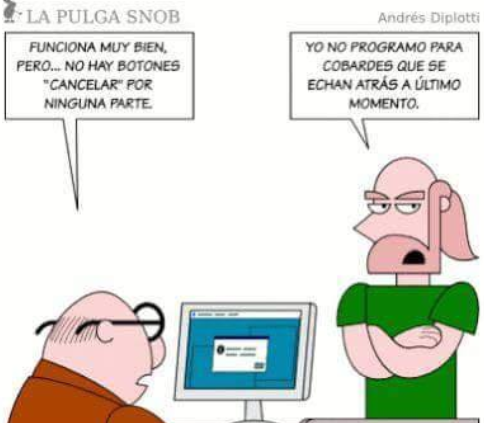 LA PULGA SNOB
Andrés Diplotti
FUNCIONA MUY BIEN,
PERO... NO HAY BOTONES
"CANCELAR" POR
NINGUNA PARTE.
YO NO PROGRAMO PARA
COBARDES QUE SE
ECHAN ATRÁS A ÚLTIMO
MOMENTO.